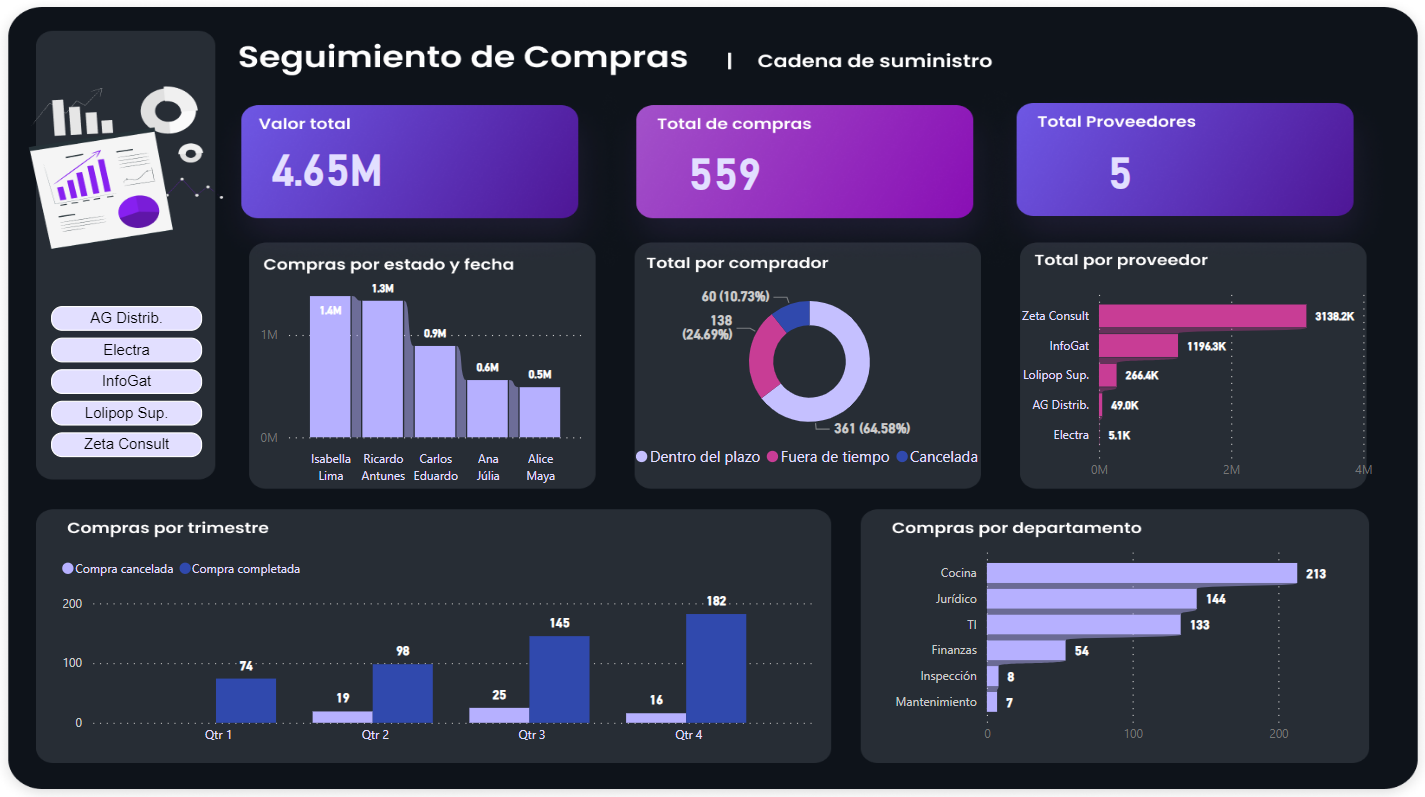 Seguimiento de Compras | Cadena de suministro
Valor total
4.65M
Total de compras
559
Total Proveedores
5
AG Distrib.
Electra
InfoGat
Lolipop Sup.
Zeta Consult
Compras por estado y fecha
1M
0M
1.4M
1.3M
0.9M
0.6M
0.5M
Isabella
Lima
Ricardo
Antunes
Carlos
Eduardo
Ana
Júlia
Alice
Maya
Total por comprador
60 (10.73%)
138
(24.69%)
361 (64.58%)
Dentro del plazo Fuera de tiempo Cancelada
Total por proveedor
Zeta Consult 3138.2K
InfoGat 1196.3K
Lolipop Sup. 266.4K
AG Distrib. 49.0K
Electra 5.1K
0M 2M 4M
Compras por trimestre
Compra cancelada Compra completada
200
100
0
74
19 98
25 145
16 182
Qtr 1 Qtr 2 Qtr 3 Qtr 4
Compras por departamento
Cocina 213
Jurídico 144
TI 133
Finanzas 54
Inspección 8
Mantenimiento 7
0 100 200